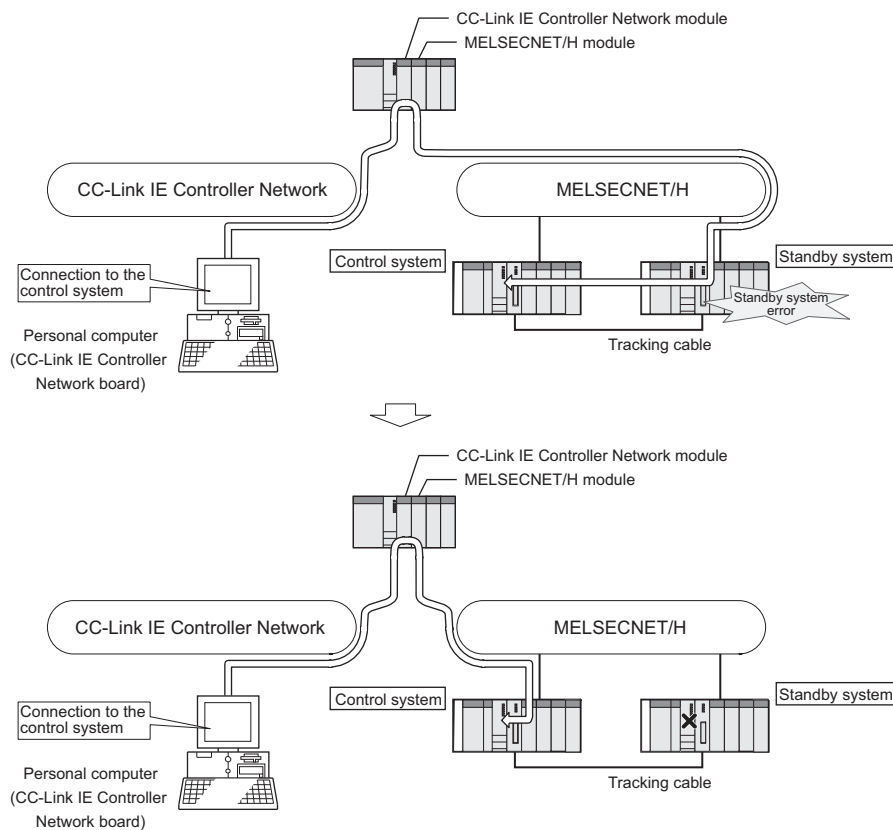 CC-Link IE Controller Network module
MELSECNET/H module
CC-Link IE Controller Network
MELSECNET/H
Control system
Standby system
Connection to the
control system
Standby system
error
Personal computer
(CC-Link IE Controller
Network board)
Tracking cable
CC-Link IE Controller Network module
MELSECNET/H module
CC-Link IE Controller Network
MELSECNET/H
Control system
Standby system
Connection to the
control system
Personal computer
(CC-Link IE Controller
Network board)
Tracking cable